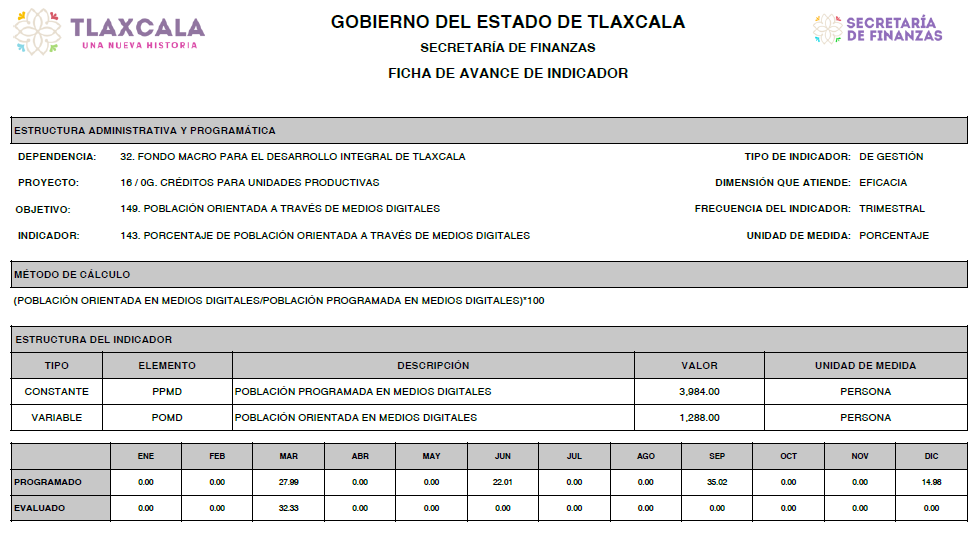 TLAXCALA
UNA NUEVA HISTORIA
GOBIERNO DEL ESTADO DE TLAXCALA
SECRETARÍA DE FINANZAS
FICHA DE AVANCE DE INDICADOR
SECRETARÍA
DE FINANZAS
ESTRUCTURA ADMINISTRATIVA Y PROGRAMÁTICA
DEPENDENCIA: 32. FONDO MACRO PARA EL DESARROLLO INTEGRAL DE TLAXCALA TIPO DE INDICADOR: DE GESTIÓN
PROYECTO: 16 / 0G. CRÉDITOS PARA UNIDADES PRODUCTIVAS DIMENSIÓN QUE ATIENDE: EFICACIA
OBJETIVO: 149. POBLACIÓN ORIENTADA A TRAVÉS DE MEDIOS DIGITALES FRECUENCIA DEL INDICADOR: TRIMESTRAL
INDICADOR: 143. PORCENTAJE DE POBLACIÓN ORIENTADA A TRAVÉS DE MEDIOS DIGITALES UNIDAD DE MEDIDA: PORCENTAJE
MÉTODO DE CÁLCULO
(POBLACIÓN ORIENTADA EN MEDIOS DIGITALES/POBLACIÓN PROGRAMADA EN MEDIOS DIGITALES)*100
ESTRUCTURA DEL INDICADOR
TIPO ELEMENTO DESCRIPCIÓN VALOR UNIDAD DE MEDIDA
CONSTANTE PPMD POBLACIÓN PROGRAMADA EN MEDIOS DIGITALES 3,984.00 PERSONA
VARIABLE POMD POBLACIÓN ORIENTADA EN MEDIOS DIGITALES 1,288.00 PERSONA
ENE FEB MAR ABR MAY JUN JUL AGO SEP OCT NOV DIC
PROGRAMADO 0.00 0.00 27.99 0.00 0.00 22.01 0.00 0.00 35.02 0.00 0.00 14.98
EVALUADO 0.00 0.00 32.33 0.00 0.00 0.00 0.00 0.00 0.00 0.00 0.00 0.00